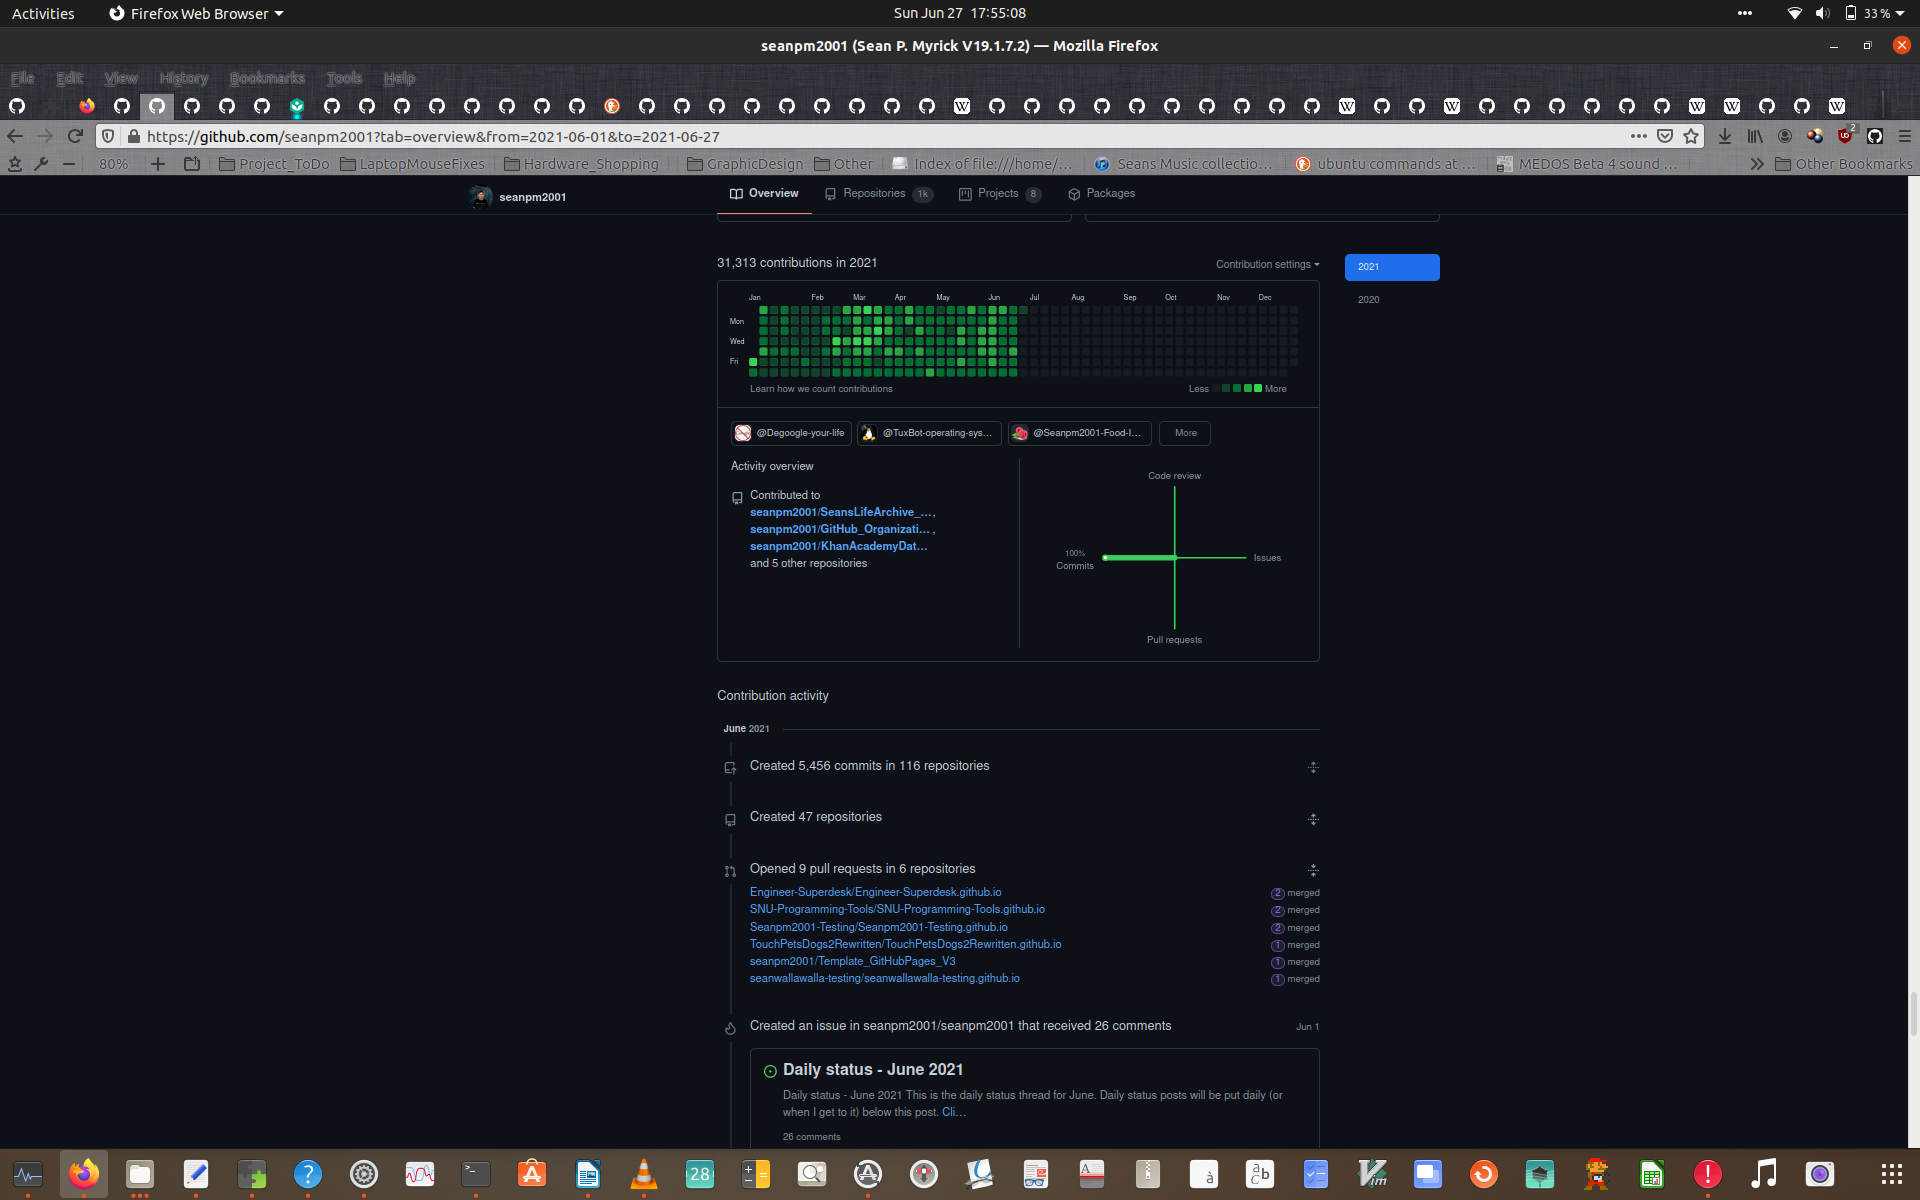 Activities
Firefox Web Browser
Sun Jun 27 17:55:08
33 %
seanpm2001 (Sean P. Myrick V19.1.7.2) — Mozilla Firefox
File Edit View History Bookmarks Tools Help
https://github.com/seanpm2001?tab=overview&from=2021-06-01&to=2021-06-27
2
80%
Project_ToDo
LaptopMouseFixes
Hardware_Shopping
GraphicDesign
Other
Index of file:///home/...
Seans Music collectio...
ubuntu commands at ...
MEDOS Beta 4 sound ...
Other Bookmarks
seanpm2001
Overview
Repositories 1k
Projects 8
Packages
31,313 contributions in 2021
Contribution settings
2021
2020
Jan Feb Mar Apr May Jun Jul Aug Sep Oct Nov Dec
Mon
Wed
Fri
Learn how we count contributions
Less
More
@Degoogle-your-life
@TuxBot-operating-sys...
@Seanpm2001-Food-I...
More
Activity overview
Contributed to
seanpm2001/SeansLifeArchive_...,
seanpm2001/GitHub_Organizati... ,
seanpm2001/KhanAcademyDat...
and 5 other repositories
Code review
100%
Commits
Issues
Pull requests
Contribution activity
June 2021
Created 5,456 commits in 116 repositories
Created 47 repositories
Opened 9 pull requests in 6 repositories
Engineer-Superdesk/Engineer-Superdesk.github.io 2 merged
SNU-Programming-Tools/SNU-Programming-Tools.github.io 2 merged
Seanpm2001-Testing/Seanpm2001-Testing.github.io 2 merged
TouchPetsDogs2Rewritten/TouchPetsDogs2Rewritten.github.io 1 merged
seanpm2001/Template_GitHubPages_V3 1 merged
seanwallawalla-testing/seanwallawalla-testing.github.io 1 merged
Created an issue in seanpm2001/seanpm2001 that received 26 comments
Jun 1
Daily status - June 2021
Daily status - June 2021 This is the daily status thread for June. Daily status posts will be put daily (or
when I get to it) below this post. Cli...
26 comments
28